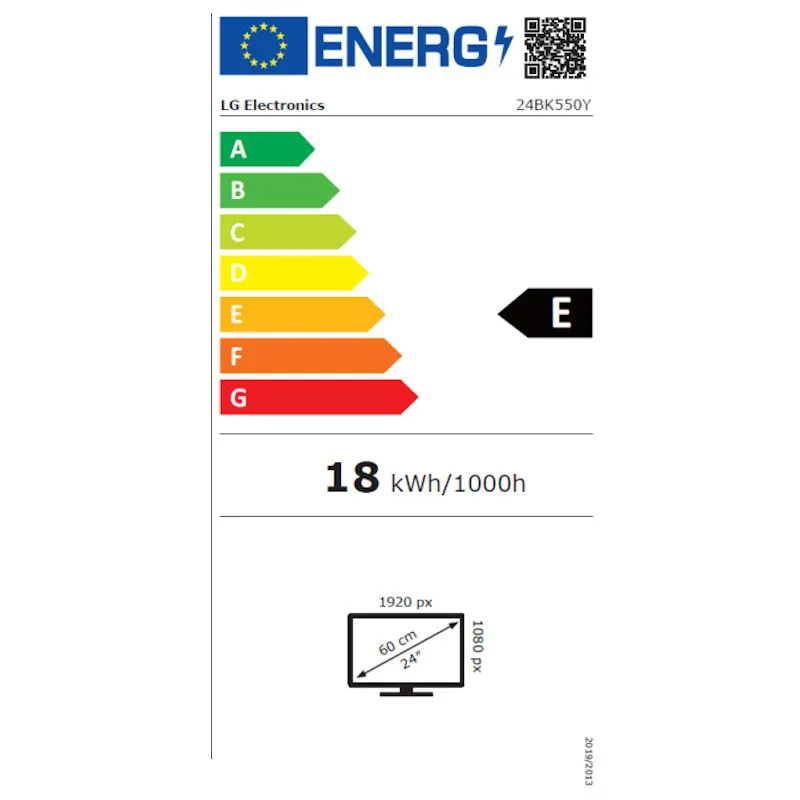 ENERG
LG Electronics 24BK550Y
A
B
C
D
E
E
F
G
18 kWh/1000h
1920 px
1080 px
60 cm
24"
2019/2013